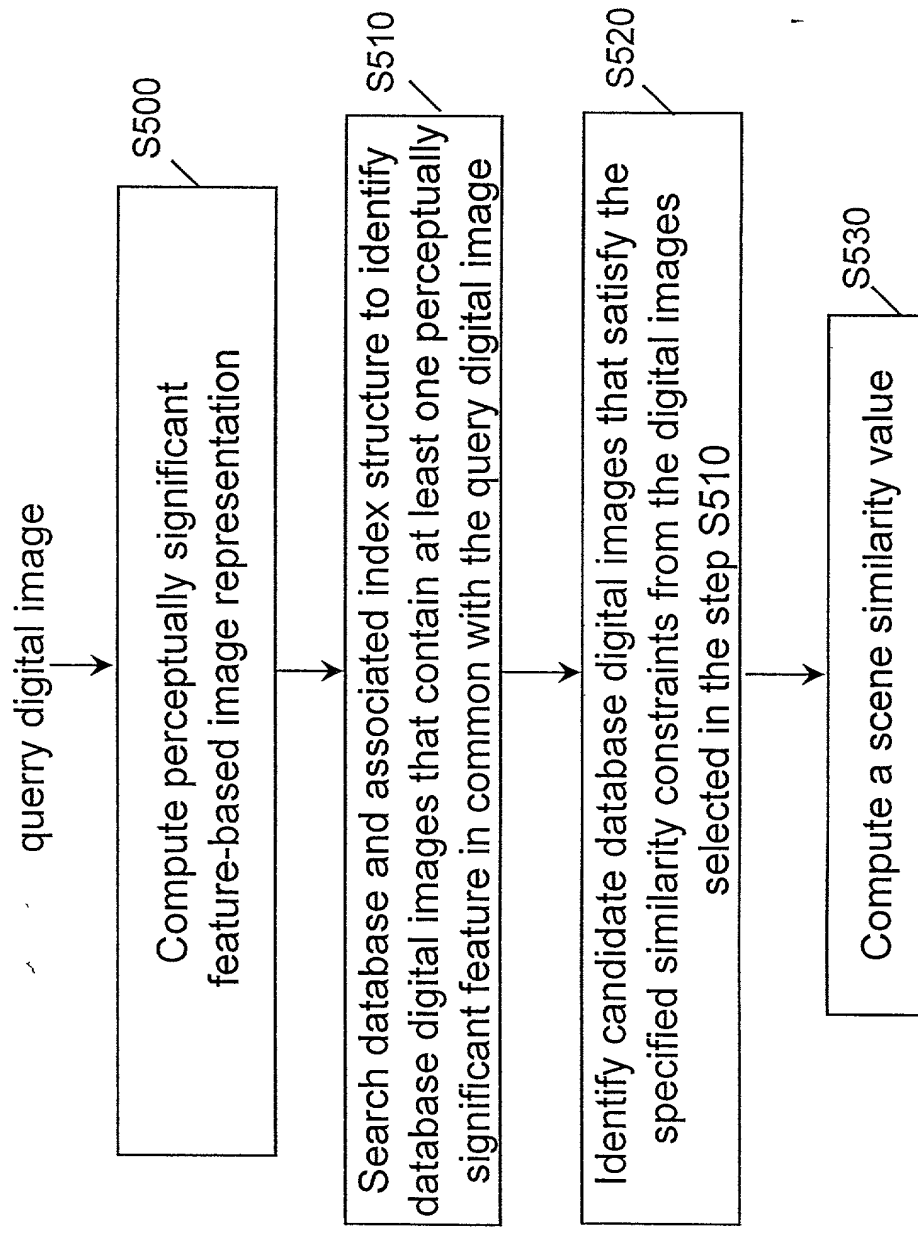 querry digital image
S500
Compute perceptually significant
feature-based image representation
S510
Search database and associated index structure to identify
database digital images that contain at least one perceptually
significant feature in common with the query digital image
S520
Identify candidate database digital images that satisfy the
specified similarity constraints from the digital images
selected in the step S510
S530
Compute a scene similarity value